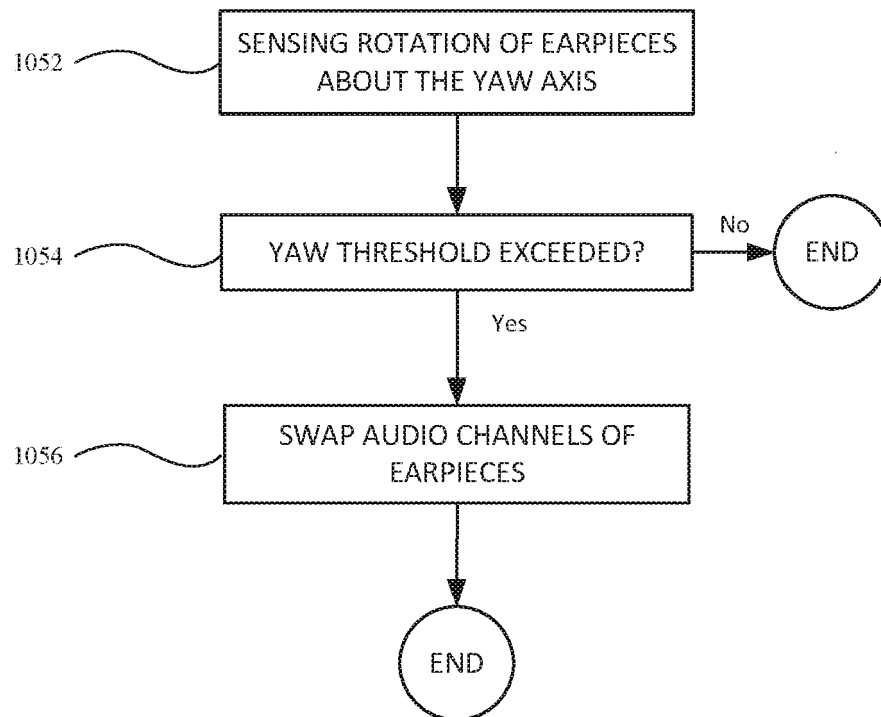 1052
SENSING ROTATION OF EARPIECES
ABOUT THE YAW AXIS
1054
YAW THRESHOLD EXCEEDED?
No
END
Yes
1056
SWAP AUDIO CHANNELS OF
EARPIECES
END